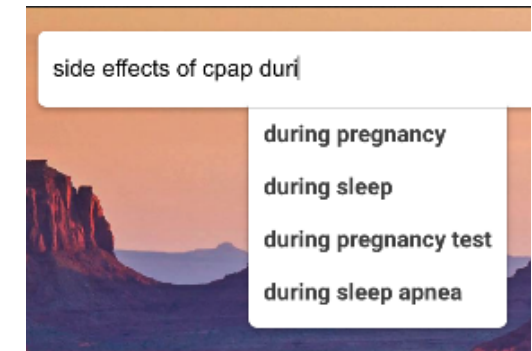 side effects of cpap duri
during pregnancy
during sleep
during pregnancy test
during sleep apnea